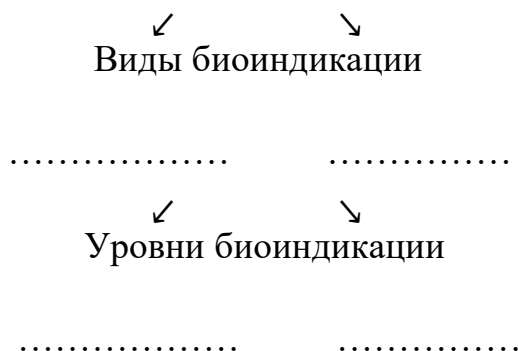 ↙ ↘
Виды биоиндикации
……………… ……………
↙ ↘
Уровни биоиндикации
……………… ……………